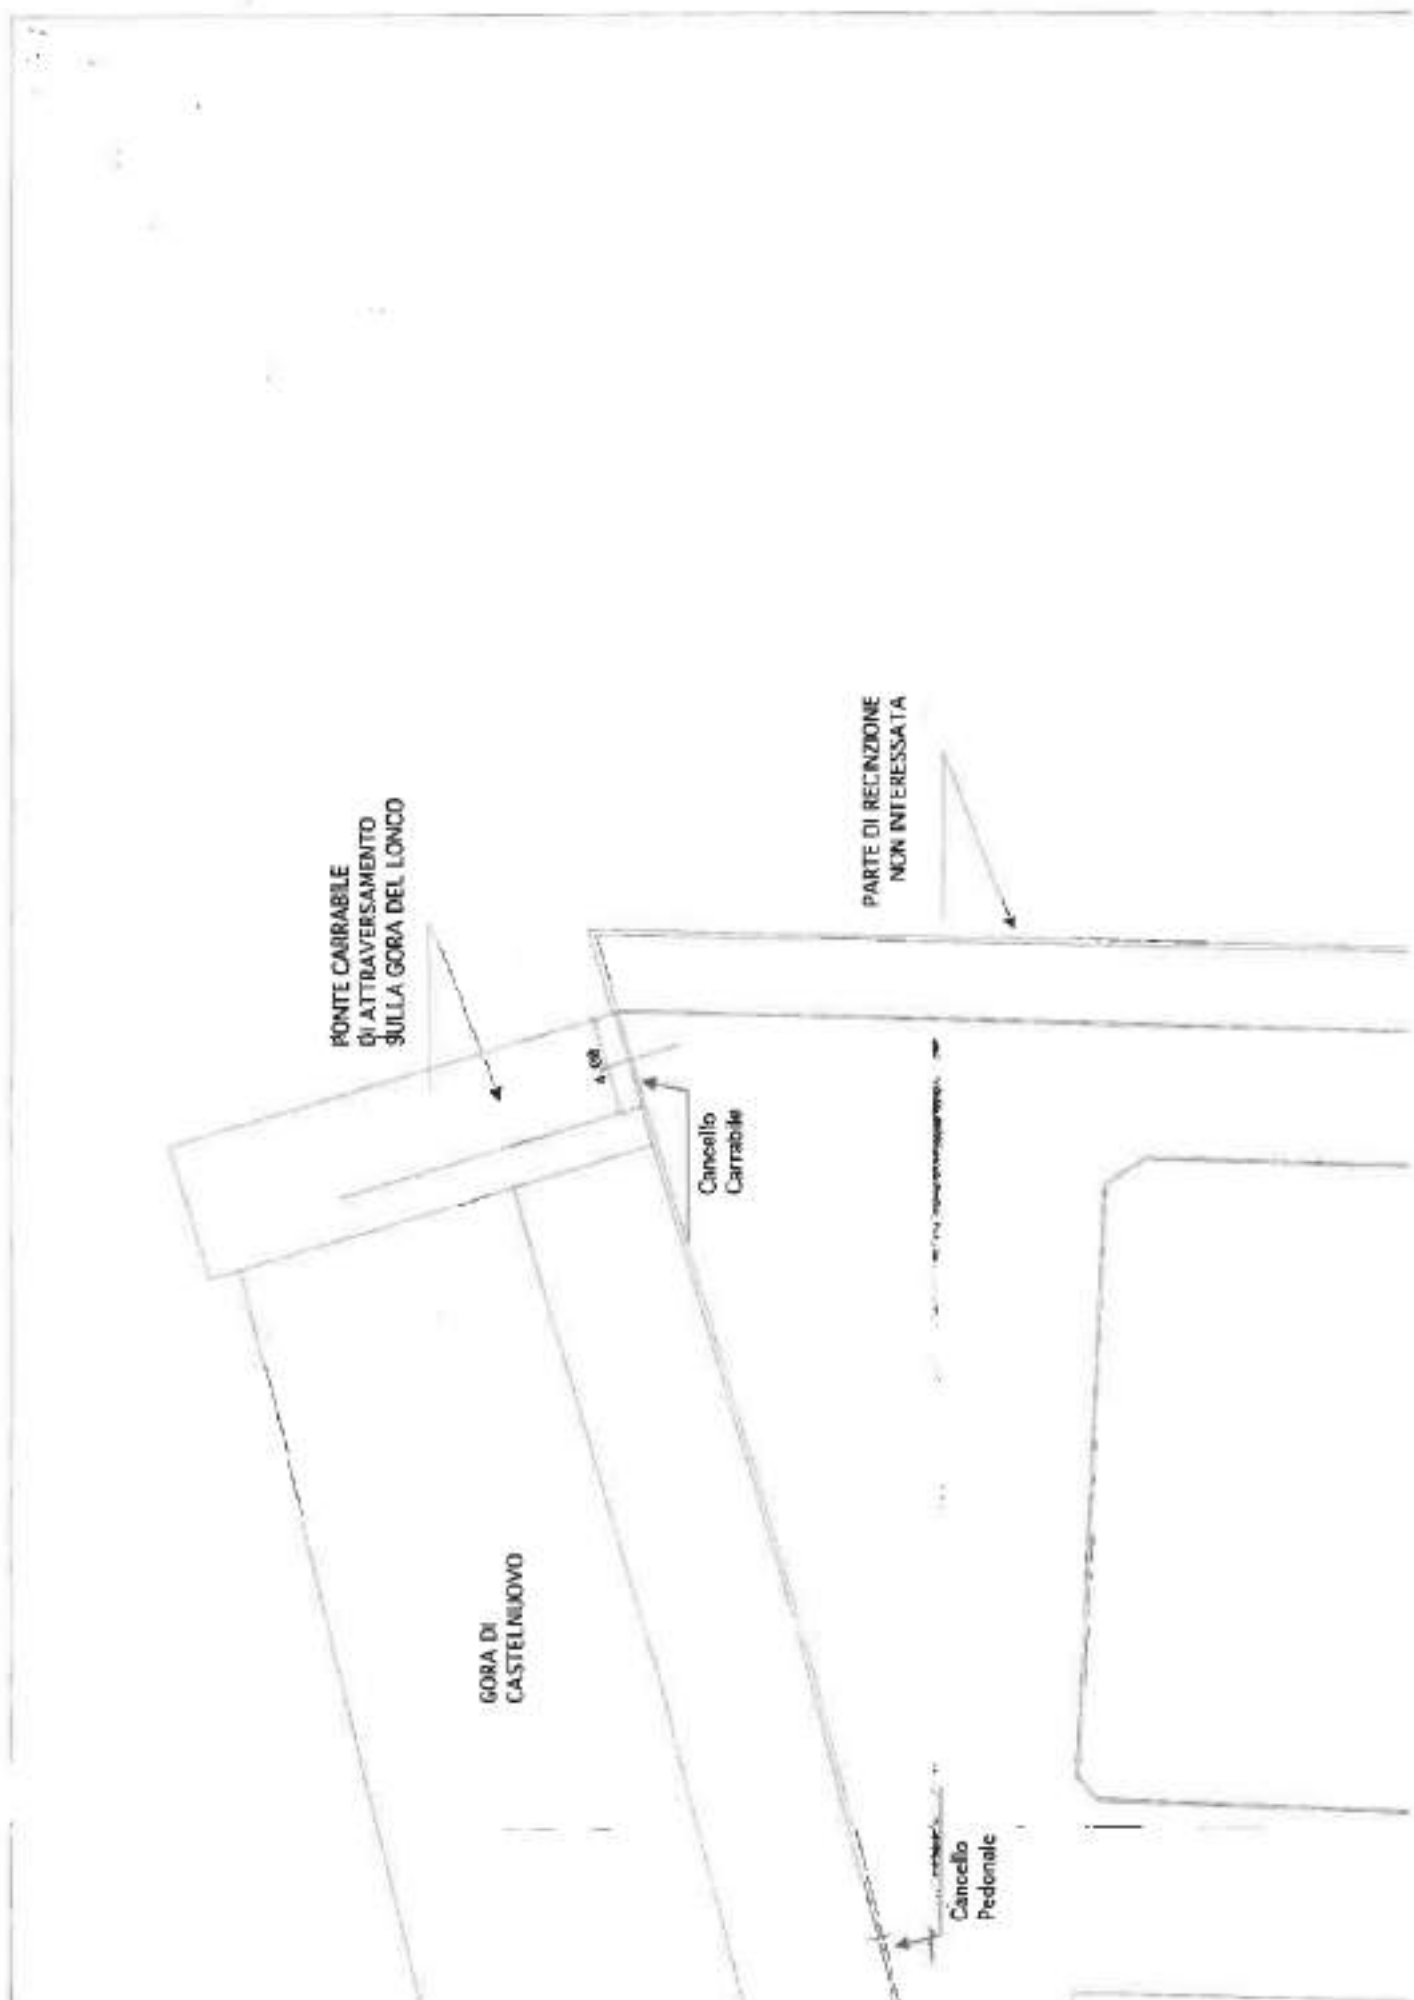 PONTE CARRABILE
DI ATTRAVERSAMENTO
SULLA GORA DEL LONCO
PARTE DI RECINZIONE
NON INTERESSATA
4,00
Cancello
Carrabile
GORA DI
CASTELNUOVO
Cancello
Pedonale